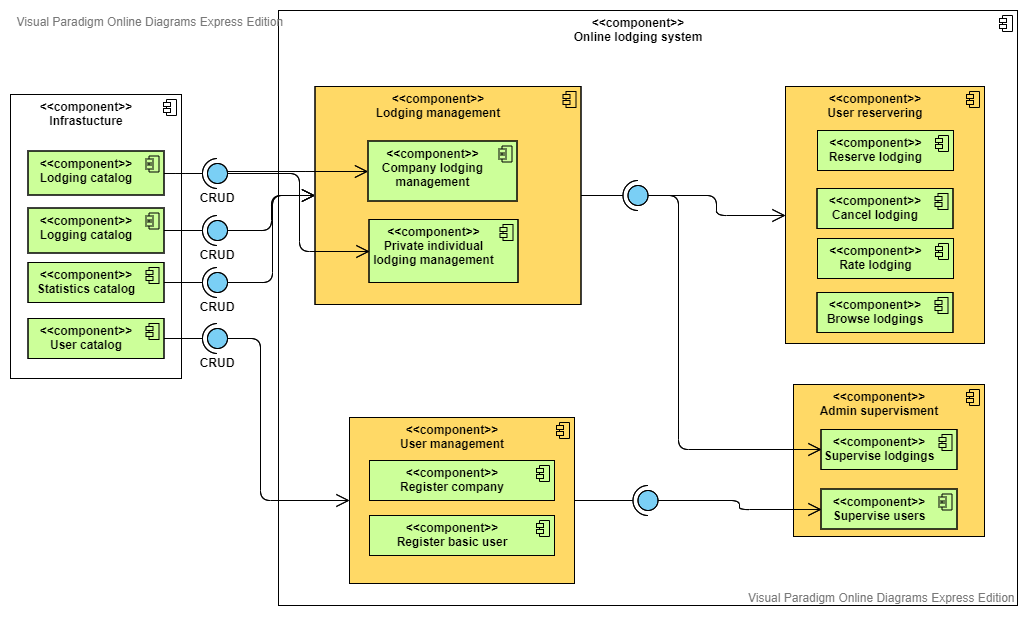 Visual Paradigm Online Diagrams Express Edition
<<component>>
Online lodging system
<<component>>
Infrastucture
<<component>>
Lodging catalog
<<component>>
Logging catalog
<<component>>
Statistics catalog
<<component>>
User catalog
CRUD
CRUD
CRUD
CRUD
<<component>>
Lodging management
<<component>>
Company lodging
management
<<component>>
Private individual
lodging management
<<component>>
User management
<<component>>
Register company
<<component>>
Register basic user
<<component>>
User reservering
<<component>>
Reserve lodging
<<component>>
Cancel lodging
<<component>>
Rate lodging
<<component>>
Browse lodgings
<<component>>
Admin supervisment
<<component>>
Supervise lodgings
<<component>>
Supervise users
Visual Paradigm Online Diagrams Express Edition